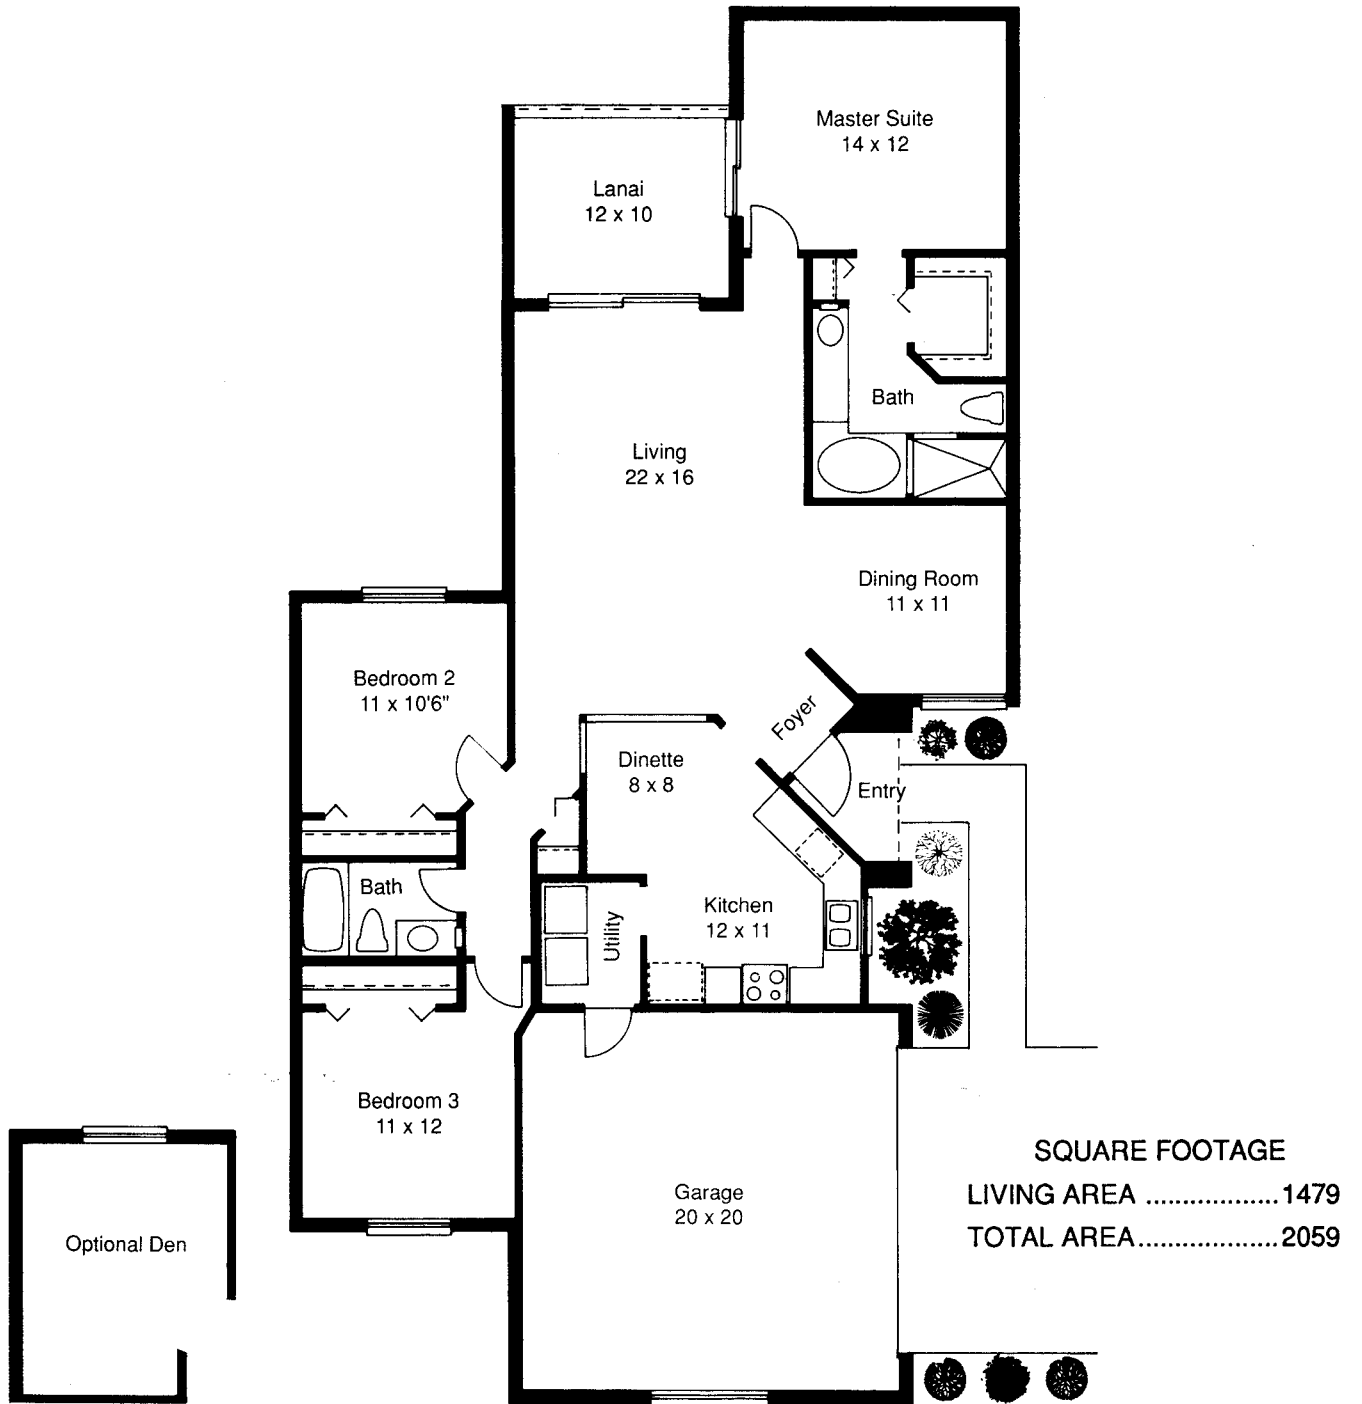 Master Suite
14 x 12
Lanai
12 x 10
Bath
Living
22 x 16
Dining Room
11 x 11
Bedroom 2
11 x 10'6"
Foyer
Dinette
8 x 8
Entry
Bath
Kitchen
12 x 11
Utility
Bedroom 3
11 x 12
Garage
20 x 20
Optional Den
SQUARE FOOTAGE
LIVING AREA ..................1479
TOTAL AREA...................2059